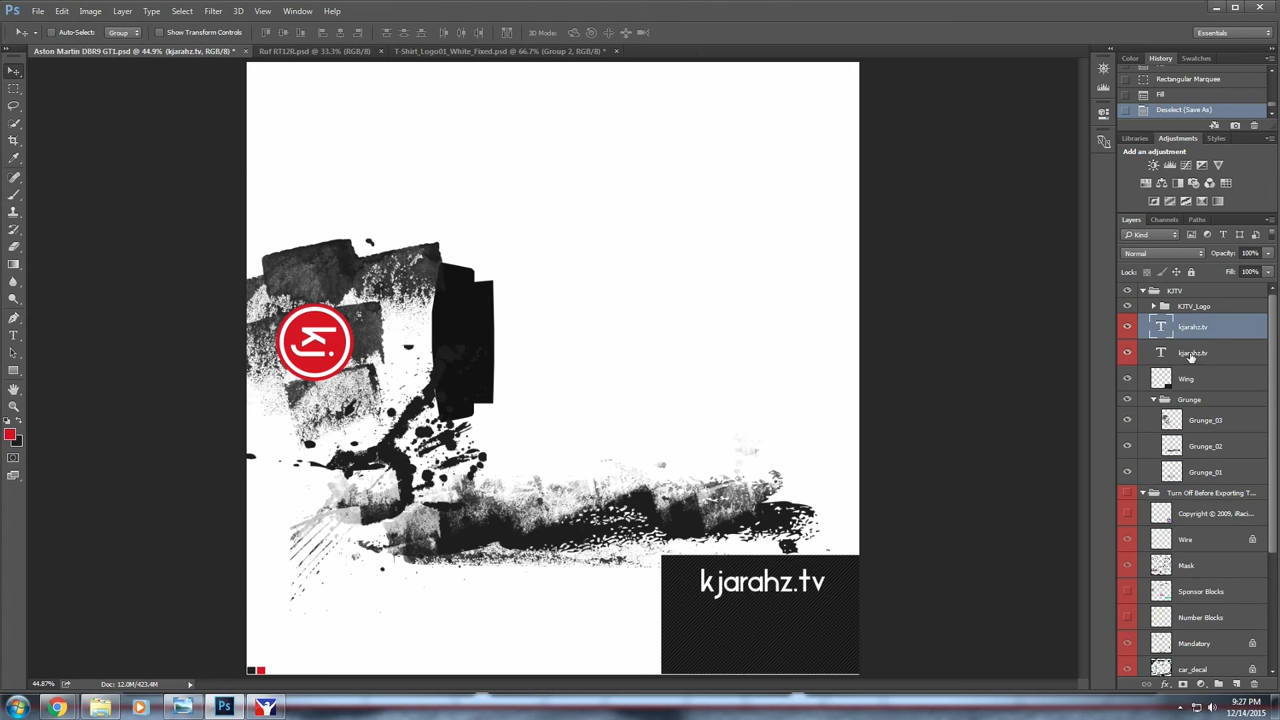 Ps File Edit Image Layer Type Select Filter 3D View Window Help
Auto-Select: Group Show Transform Controls 3D Mode: Essentials
Aston Martin DBR9 GT1.psd @ 44.9% (kjarahz.tv, RGB/8) * × Ruf RT12R.psd @ 33.3% (RGB/8) × T-Shirt_Logo01_White_Fixed.psd @ 66.7% (Group 2, RGB/8) * ×
Color History Swatches
Rectangular Marquee
Fill
Deselect (Save As)
Libraries Adjustments Styles
Add an adjustment
Layers Channels Paths
Kind
Normal Opacity: 100%
Lock: Fill: 100%
KJTV
KJTV_Logo
T kjarahz.tv
T kjarahz.tv
Wing
Grunge
Grunge_03
Grunge_02
Grunge_01
Turn Off Before Exporting T...
Copyright © 2009, iRaci...
Wire
Mask
Sponsor Blocks
Number Blocks
Mandatory
car_decal
kj
kjarahz.tv
44.87% Doc: 12.0M/423.4M
Ps
9:27 PM
12/14/2015